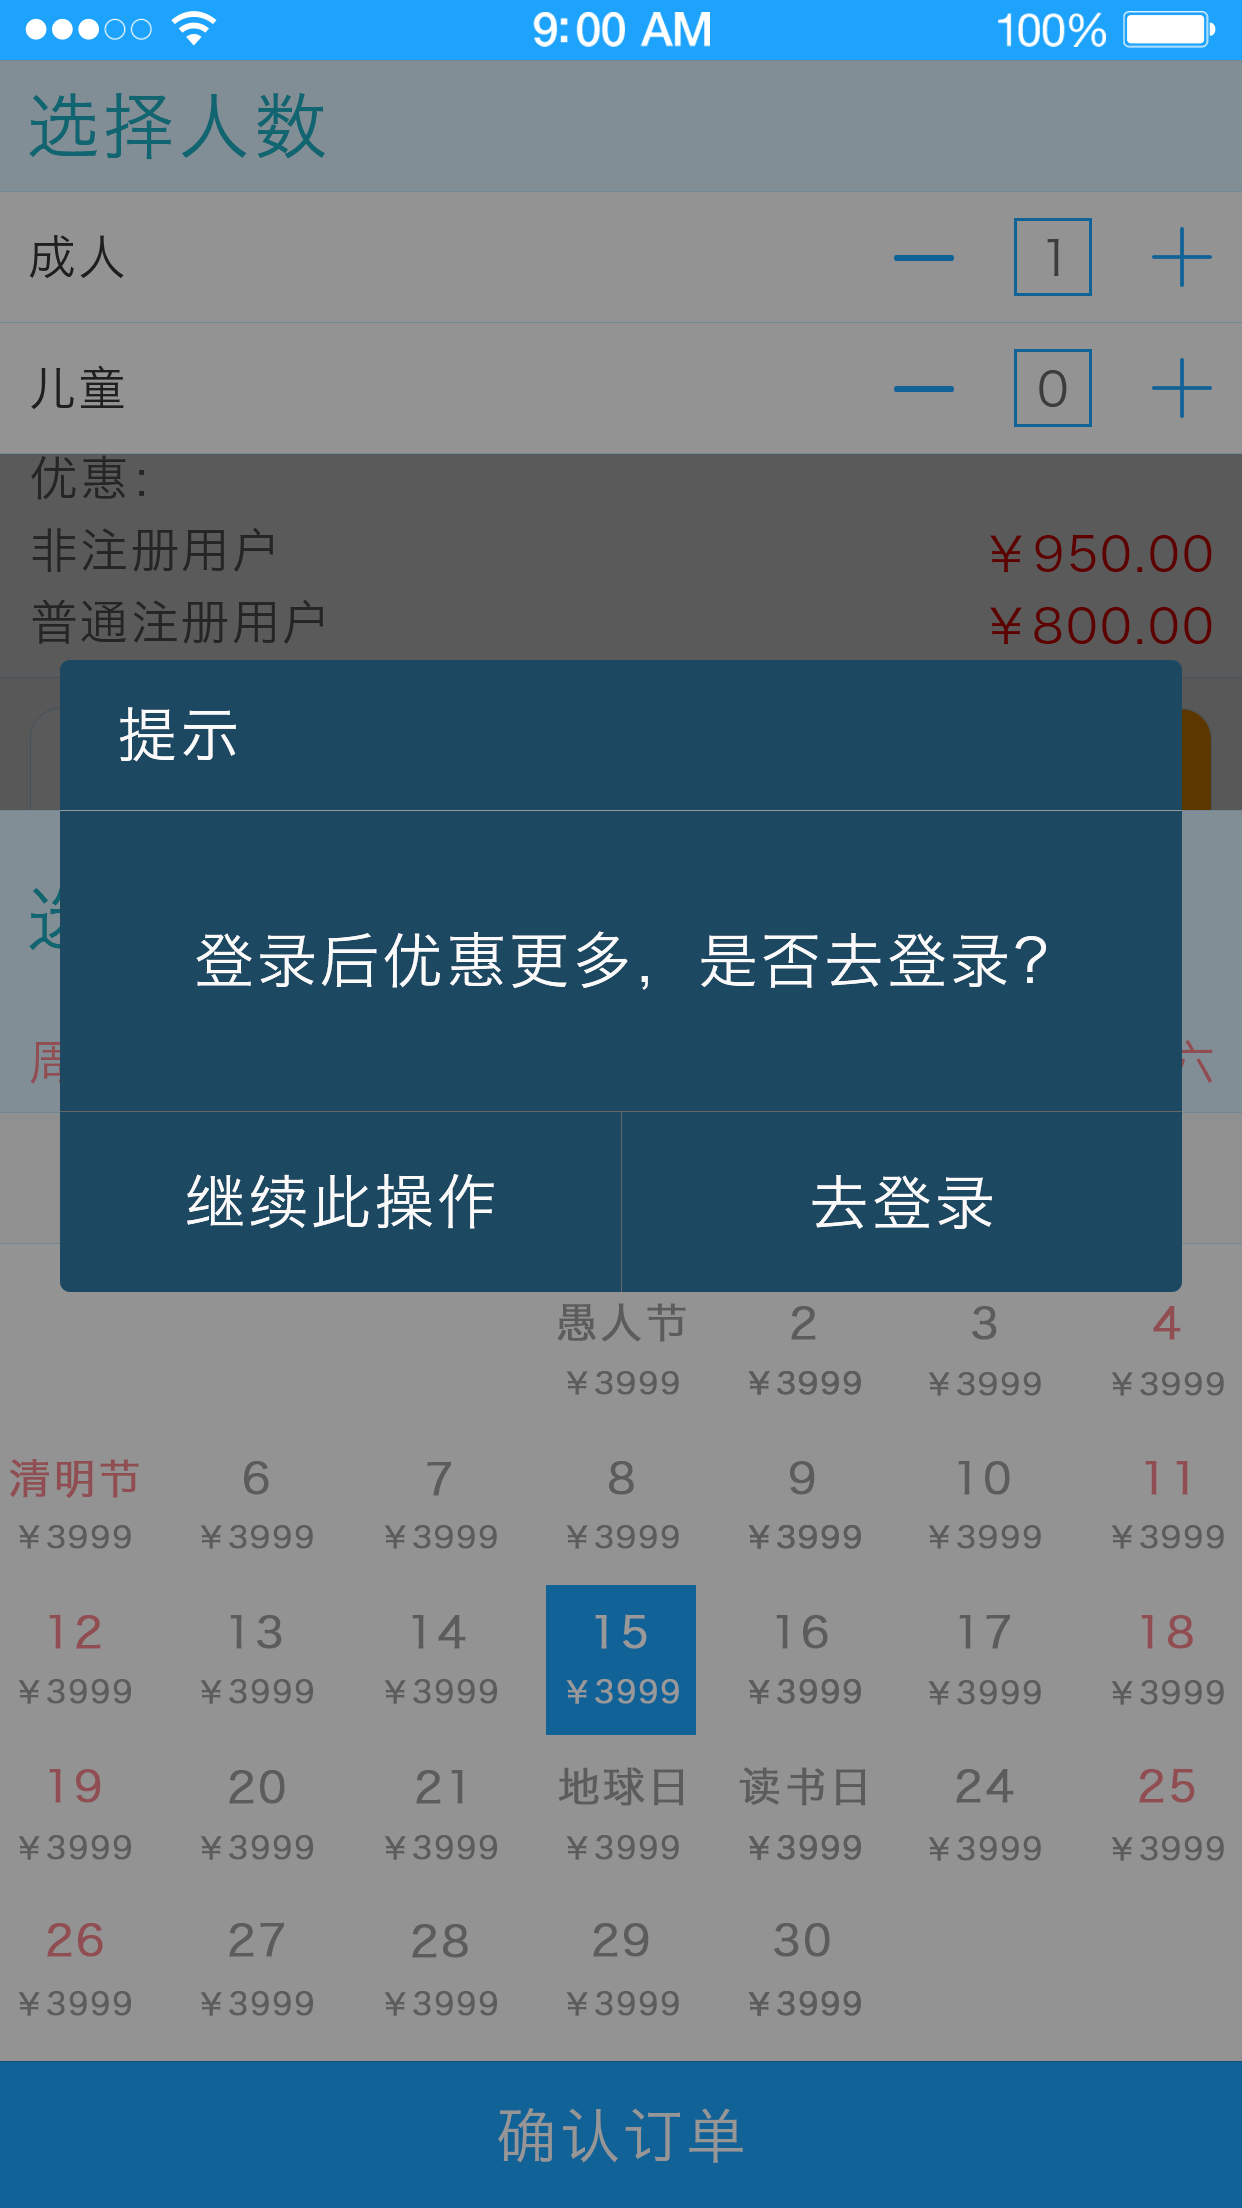 9:00 AM 100%
选择人数
成人 1
儿童 0
优惠：
非注册用户 ¥950.00
普通注册用户 ¥800.00
提示
登录后优惠更多，是否去登录？
周 六
继续此操作 去登录
愚人节 2 3 4
¥3999 ¥3999 ¥3999 ¥3999
清明节 6 7 8 9 10 11
¥3999 ¥3999 ¥3999 ¥3999 ¥3999 ¥3999 ¥3999
12 13 14 15 16 17 18
¥3999 ¥3999 ¥3999 ¥3999 ¥3999 ¥3999 ¥3999
19 20 21 地球日 读书日 24 25
¥3999 ¥3999 ¥3999 ¥3999 ¥3999 ¥3999 ¥3999
26 27 28 29 30
¥3999 ¥3999 ¥3999 ¥3999 ¥3999
确认订单